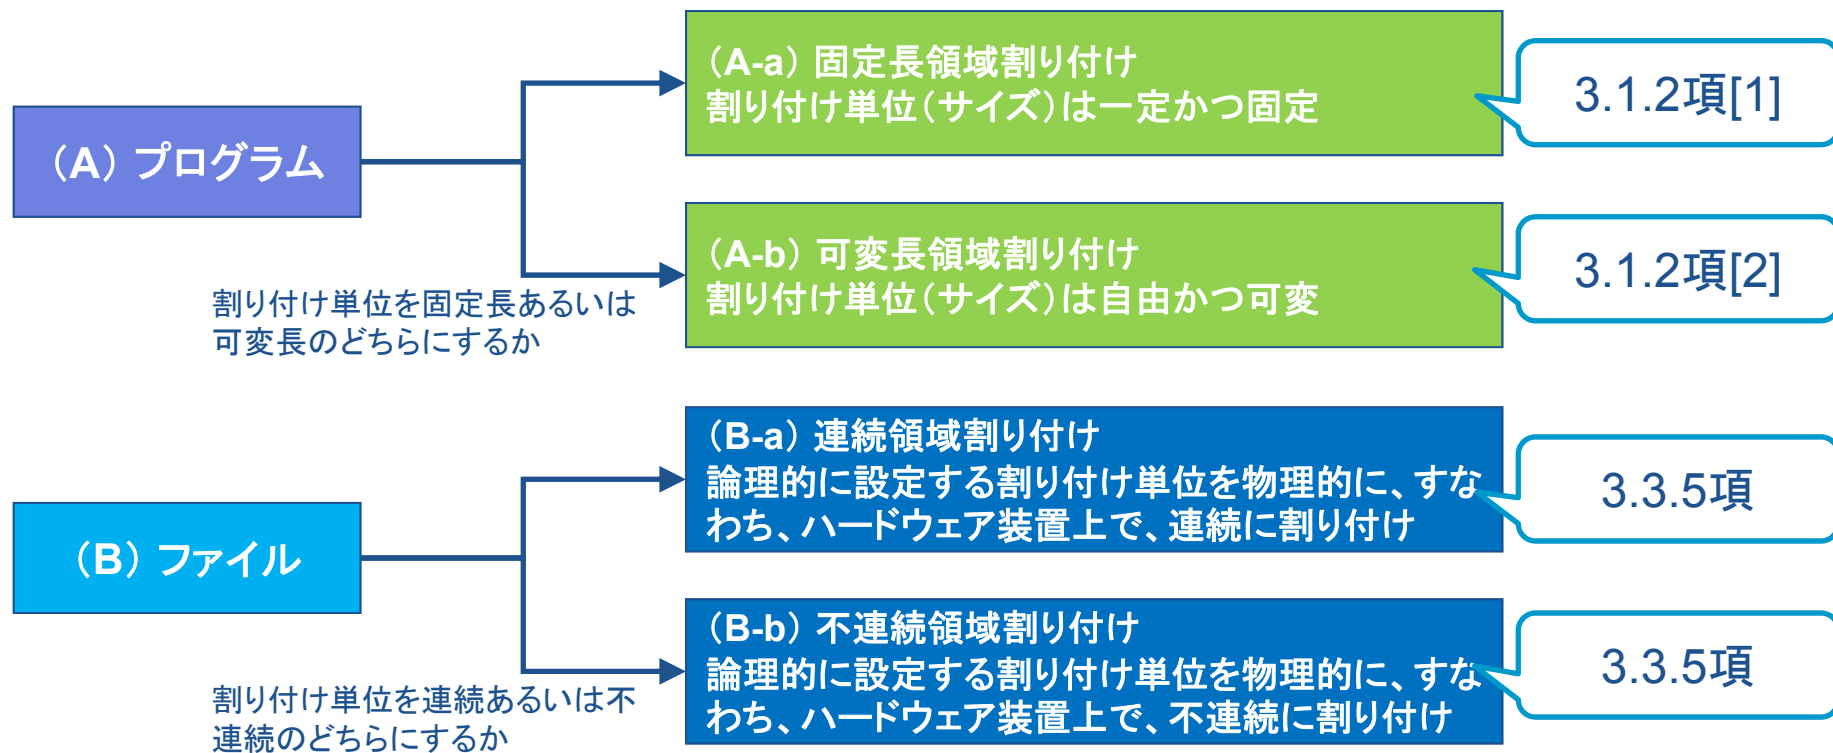 （A）プログラム
（A-a）固定長領域割り付け
割り付け単位（サイズ）は一定かつ固定
3.1.2項[1]
（A-b）可変長領域割り付け
割り付け単位（サイズ）は自由かつ可変
3.1.2項[2]
割り付け単位を固定長あるいは
可変長のどちらにするか
（B）ファイル
（B-a）連続領域割り付け
論理的に設定する割り付け単位を物理的に、すな
わち、ハードウェア装置上で、連続に割り付け
3.3.5項
（B-b）不連続領域割り付け
論理的に設定する割り付け単位を物理的に、すな
わち、ハードウェア装置上で、不連続に割り付け
3.3.5項
割り付け単位を連続あるいは不
連続のどちらにするか